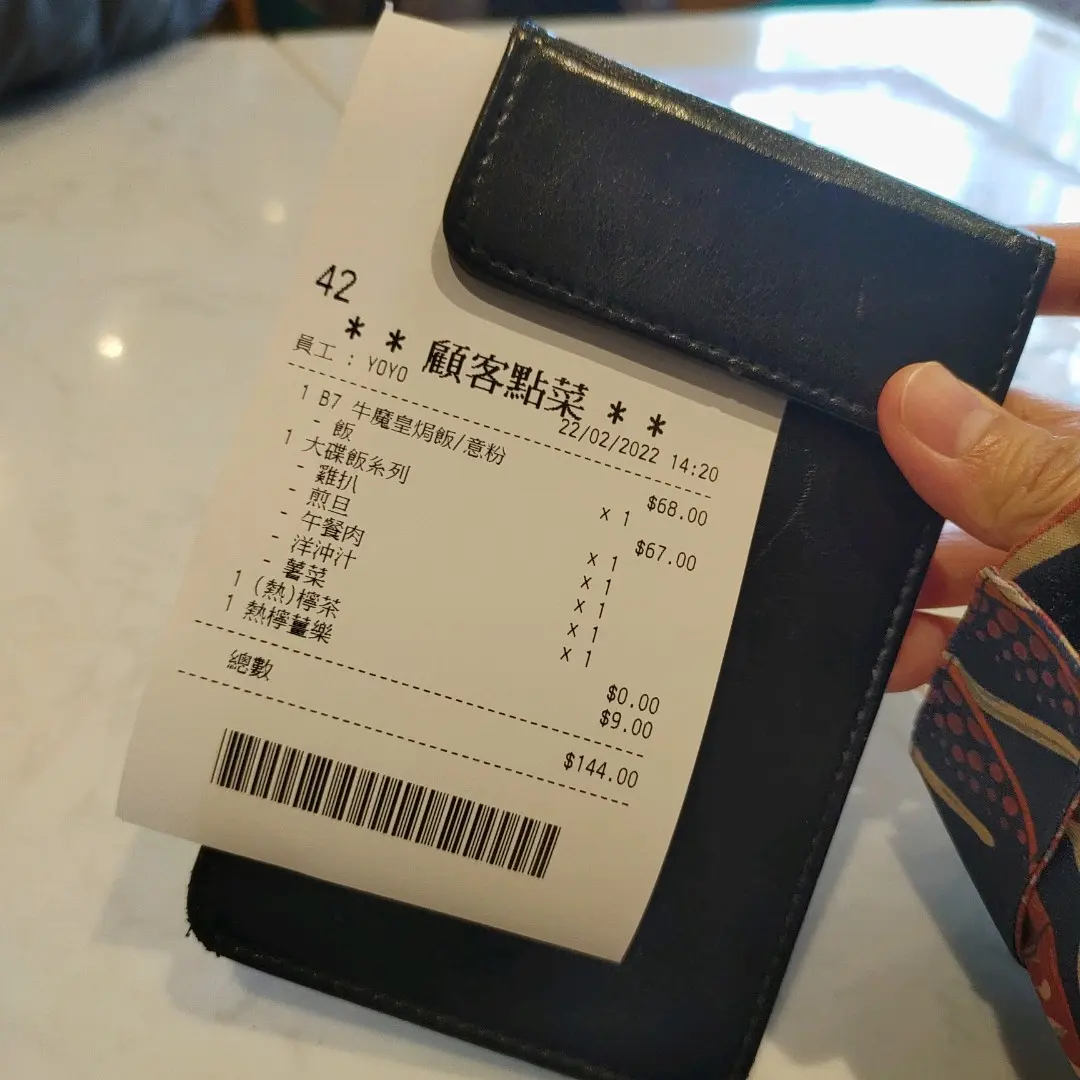 42
* * 顧客點菜 * *
員工 : YOYO 22/02/2022 14:20
1 B7 牛魔皇焗飯/意粉 $68.00
- 飯 x 1
1 大碟飯系列 $67.00
- 雞扒 x 1
- 煎旦 x 1
- 午餐肉 x 1
- 洋沖汁 x 1
- 薯菜 x 1
1 (熱)檸茶 $0.00
1 熱檸薑樂 $9.00
總數 $144.00